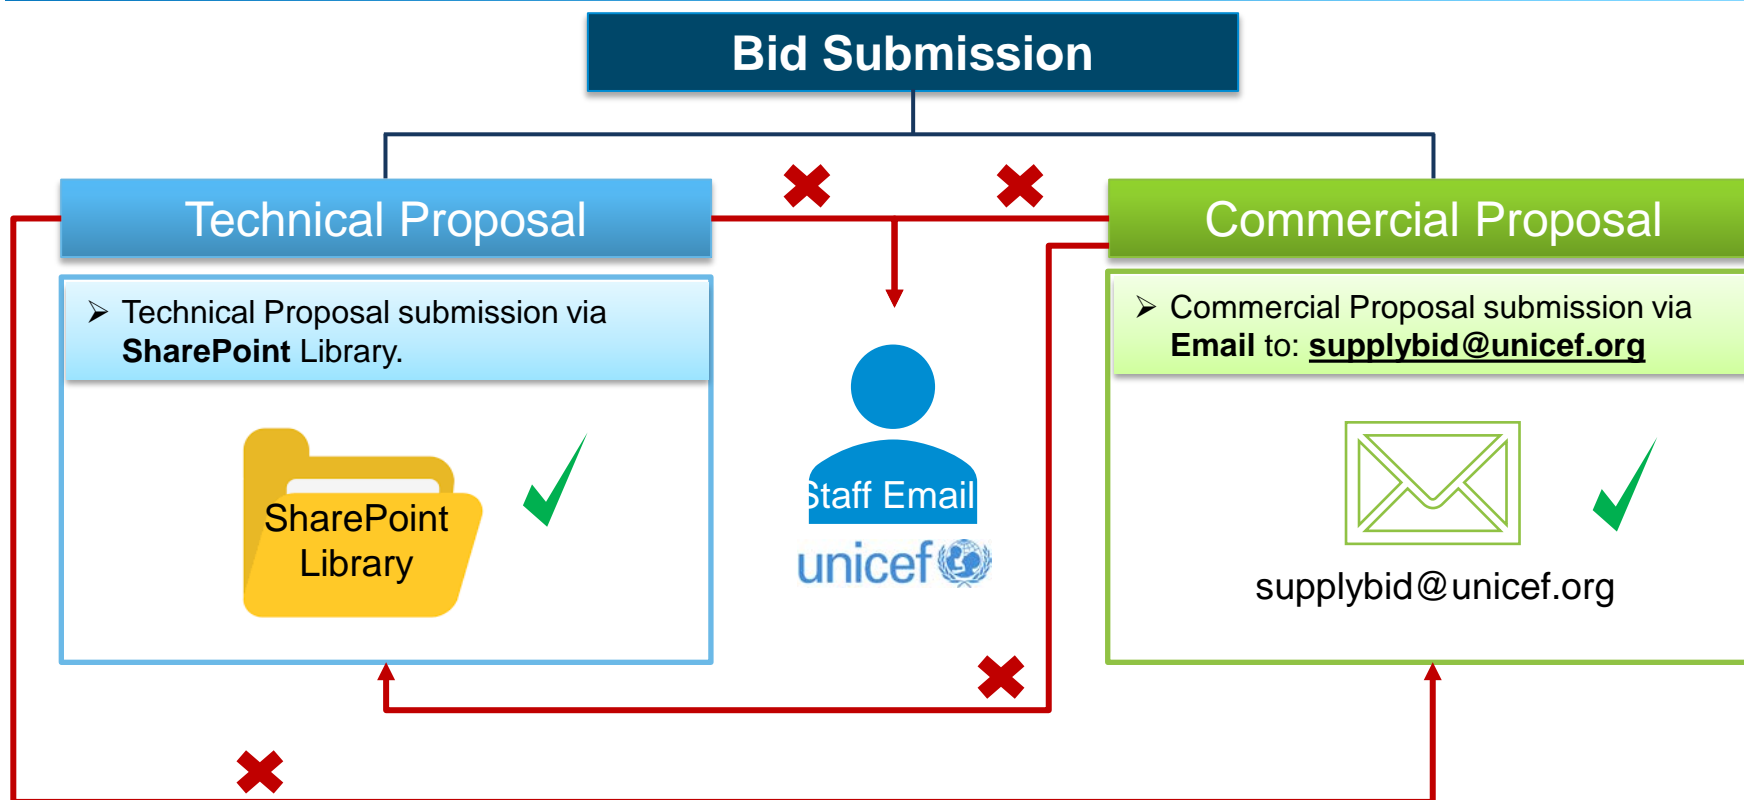 Bid Submission
Technical Proposal
Commercial Proposal
➢ Technical Proposal submission via
SharePoint Library.
➢ Commercial Proposal submission via
Email to: supplybid@unicef.org
SharePoint
Library
Staff Email
unicef
supplybid@unicef.org